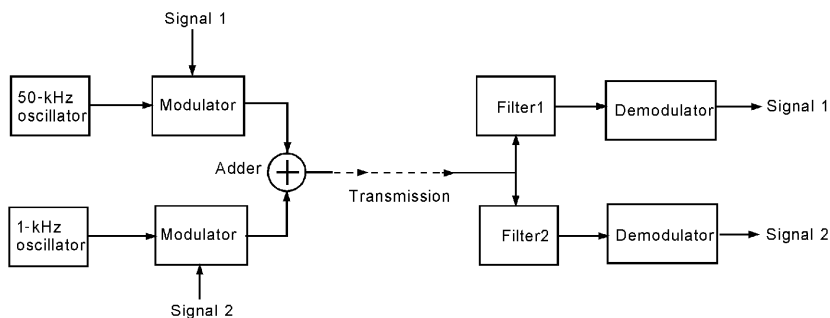 Signal 1
50-kHz
oscillator
Modulator
Filter1
Demodulator
Signal 1
Adder
Transmission
1-kHz
oscillator
Modulator
Filter2
Demodulator
Signal 2
Signal 2